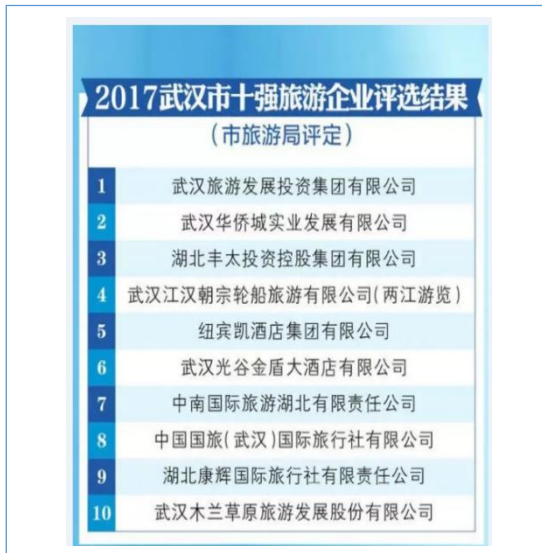 2017武汉市十强旅游企业评选结果
(市旅游局评定)
1 武汉旅游发展投资集团有限公司
2 武汉华侨城实业发展有限公司
3 湖北丰太投资控股集团有限公司
4 武汉江汉朝宗轮船旅游有限公司(两江游览)
5 纽宾凯酒店集团有限公司
6 武汉光谷金盾大酒店有限公司
7 中南国际旅游湖北有限责任公司
8 中国国旅(武汉)国际旅行社有限公司
9 湖北康辉国际旅行社有限责任公司
10 武汉木兰草原旅游发展股份有限公司